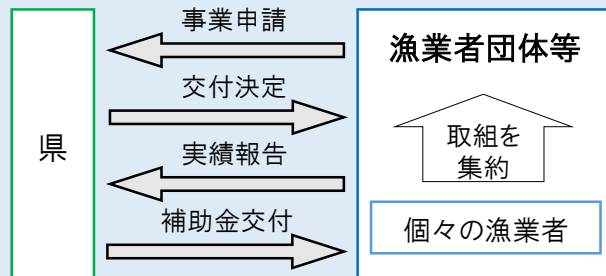 事業申請
漁業者団体等
交付決定
県
取組を
集約
実績報告
補助金交付
個々の漁業者